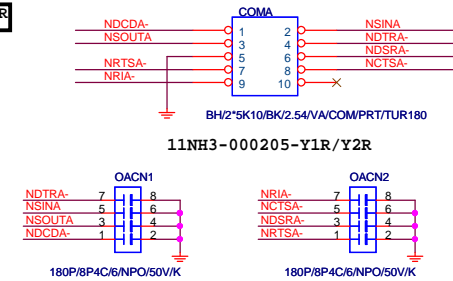 R
COMA
NDCDA- 1 2 NSINA
NSOUTA 3 4 NDTRA-
5 6 NDSRA-
NRTSA- 7 8 NCTSA-
NRIA- 9 10
BH/2*5K10/BK/2.54/VA/COM/PRT/TUR180
11NH3-000205-Y1R/Y2R
OACN1
NDTRA- 7 8
NSINA 5 6
NSOUTA 3 4
NDCDA- 1 2
180P/8P4C/6/NPO/50V/K
OACN2
NRIA- 7 8
NCTSA- 5 6
NDSRA- 3 4
NRTSA- 1 2
180P/8P4C/6/NPO/50V/K